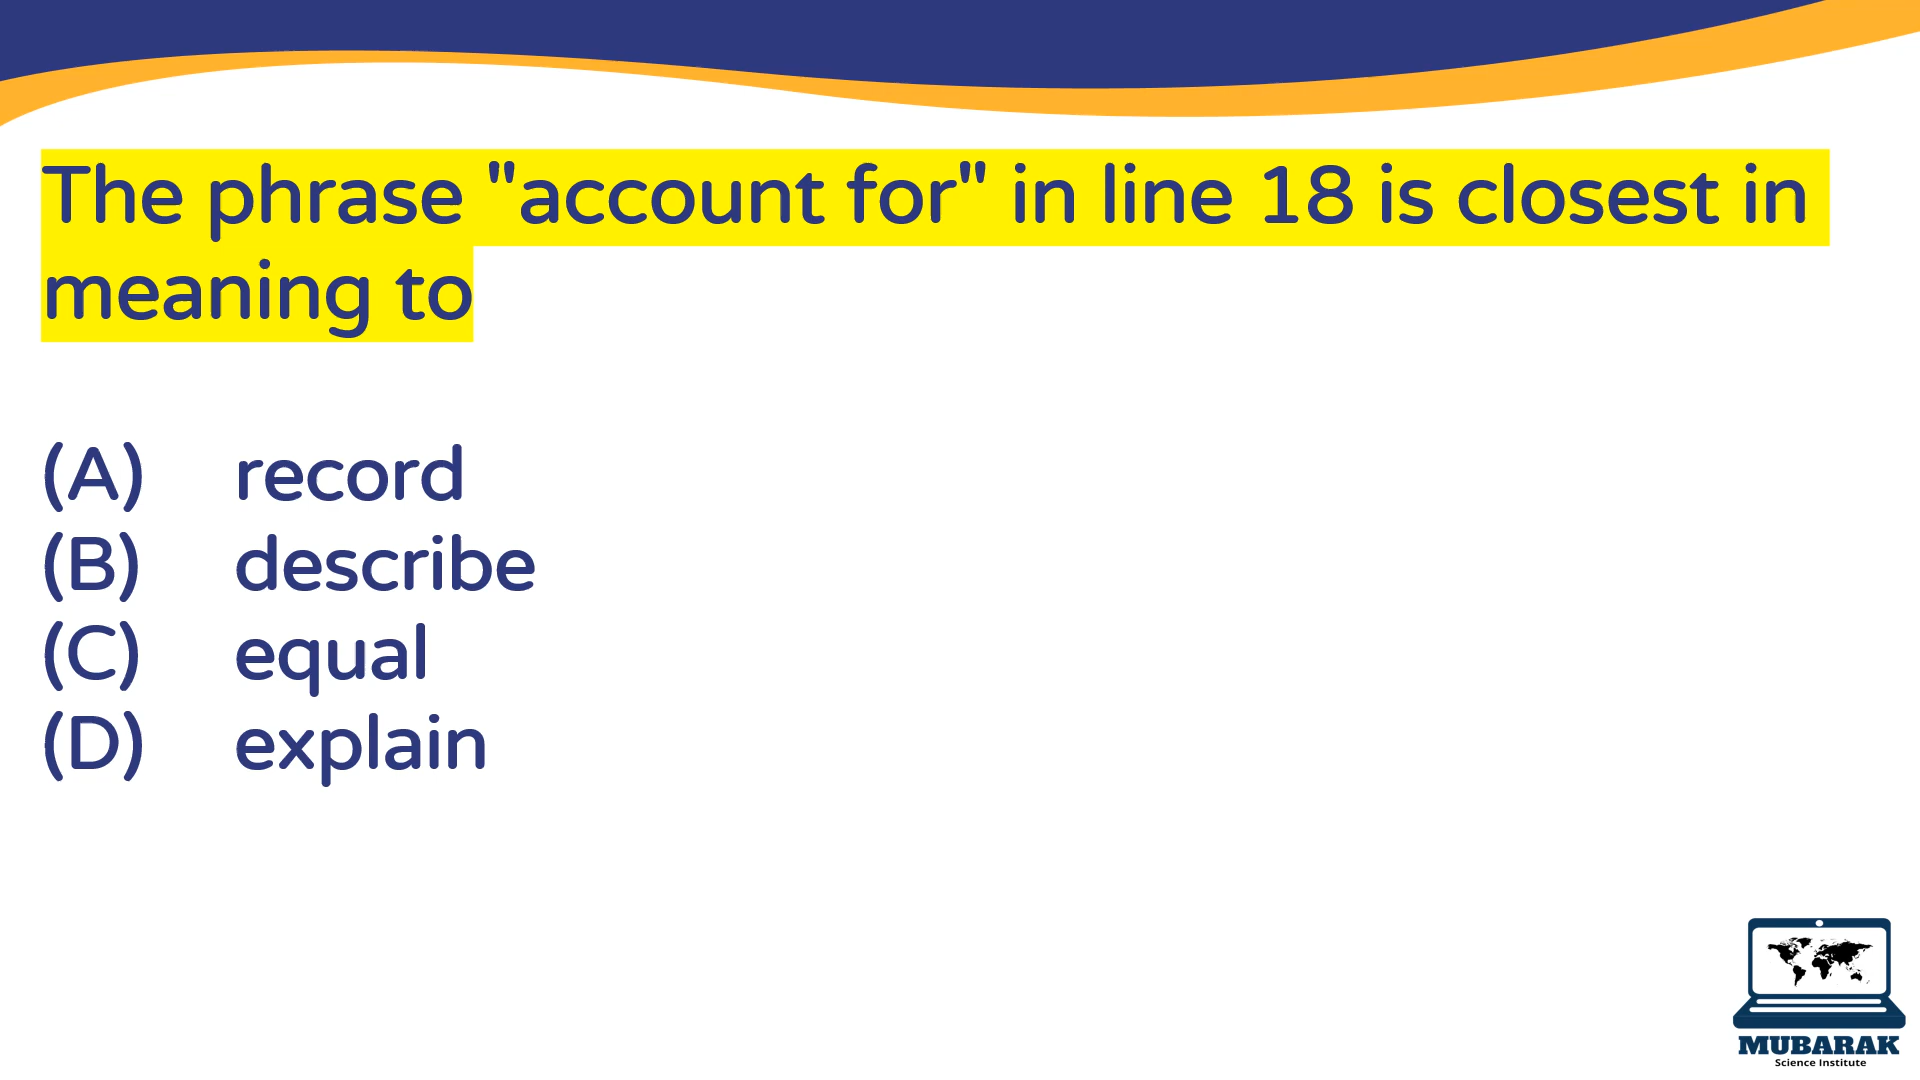 The phrase "account for" in line 18 is closest in
meaning to
(A) record
(B) describe
(C) equal
(D) explain
MUBARAK
Science Institute